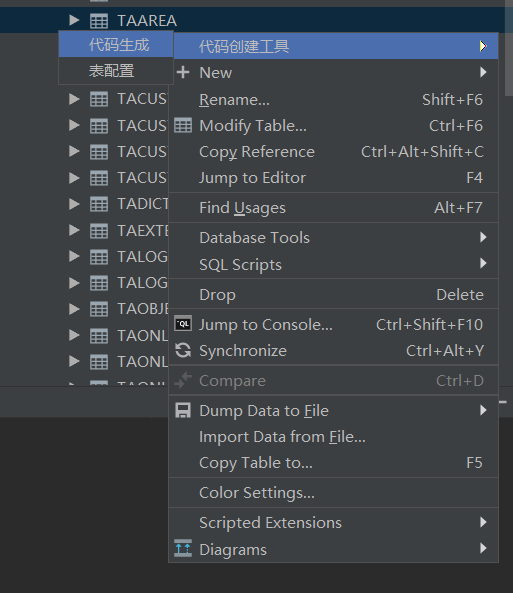 TAAREA
代码生成
表配置
代码创建工具
New
Rename... Shift+F6
TACUS
Modify Table... Ctrl+F6
TACUS
Copy Reference Ctrl+Alt+Shift+C
TACUS
Jump to Editor F4
TACUS
Find Usages Alt+F7
TADICT
Database Tools
TAEXTE
SQL Scripts
TALOG
TALOG
Drop Delete
TAOBJE
Jump to Console... Ctrl+Shift+F10
TAONL
Synchronize Ctrl+Alt+Y
TAONL
Compare Ctrl+D
TAONL
Dump Data to File
Import Data from File...
Copy Table to... F5
Color Settings...
Scripted Extensions
Diagrams